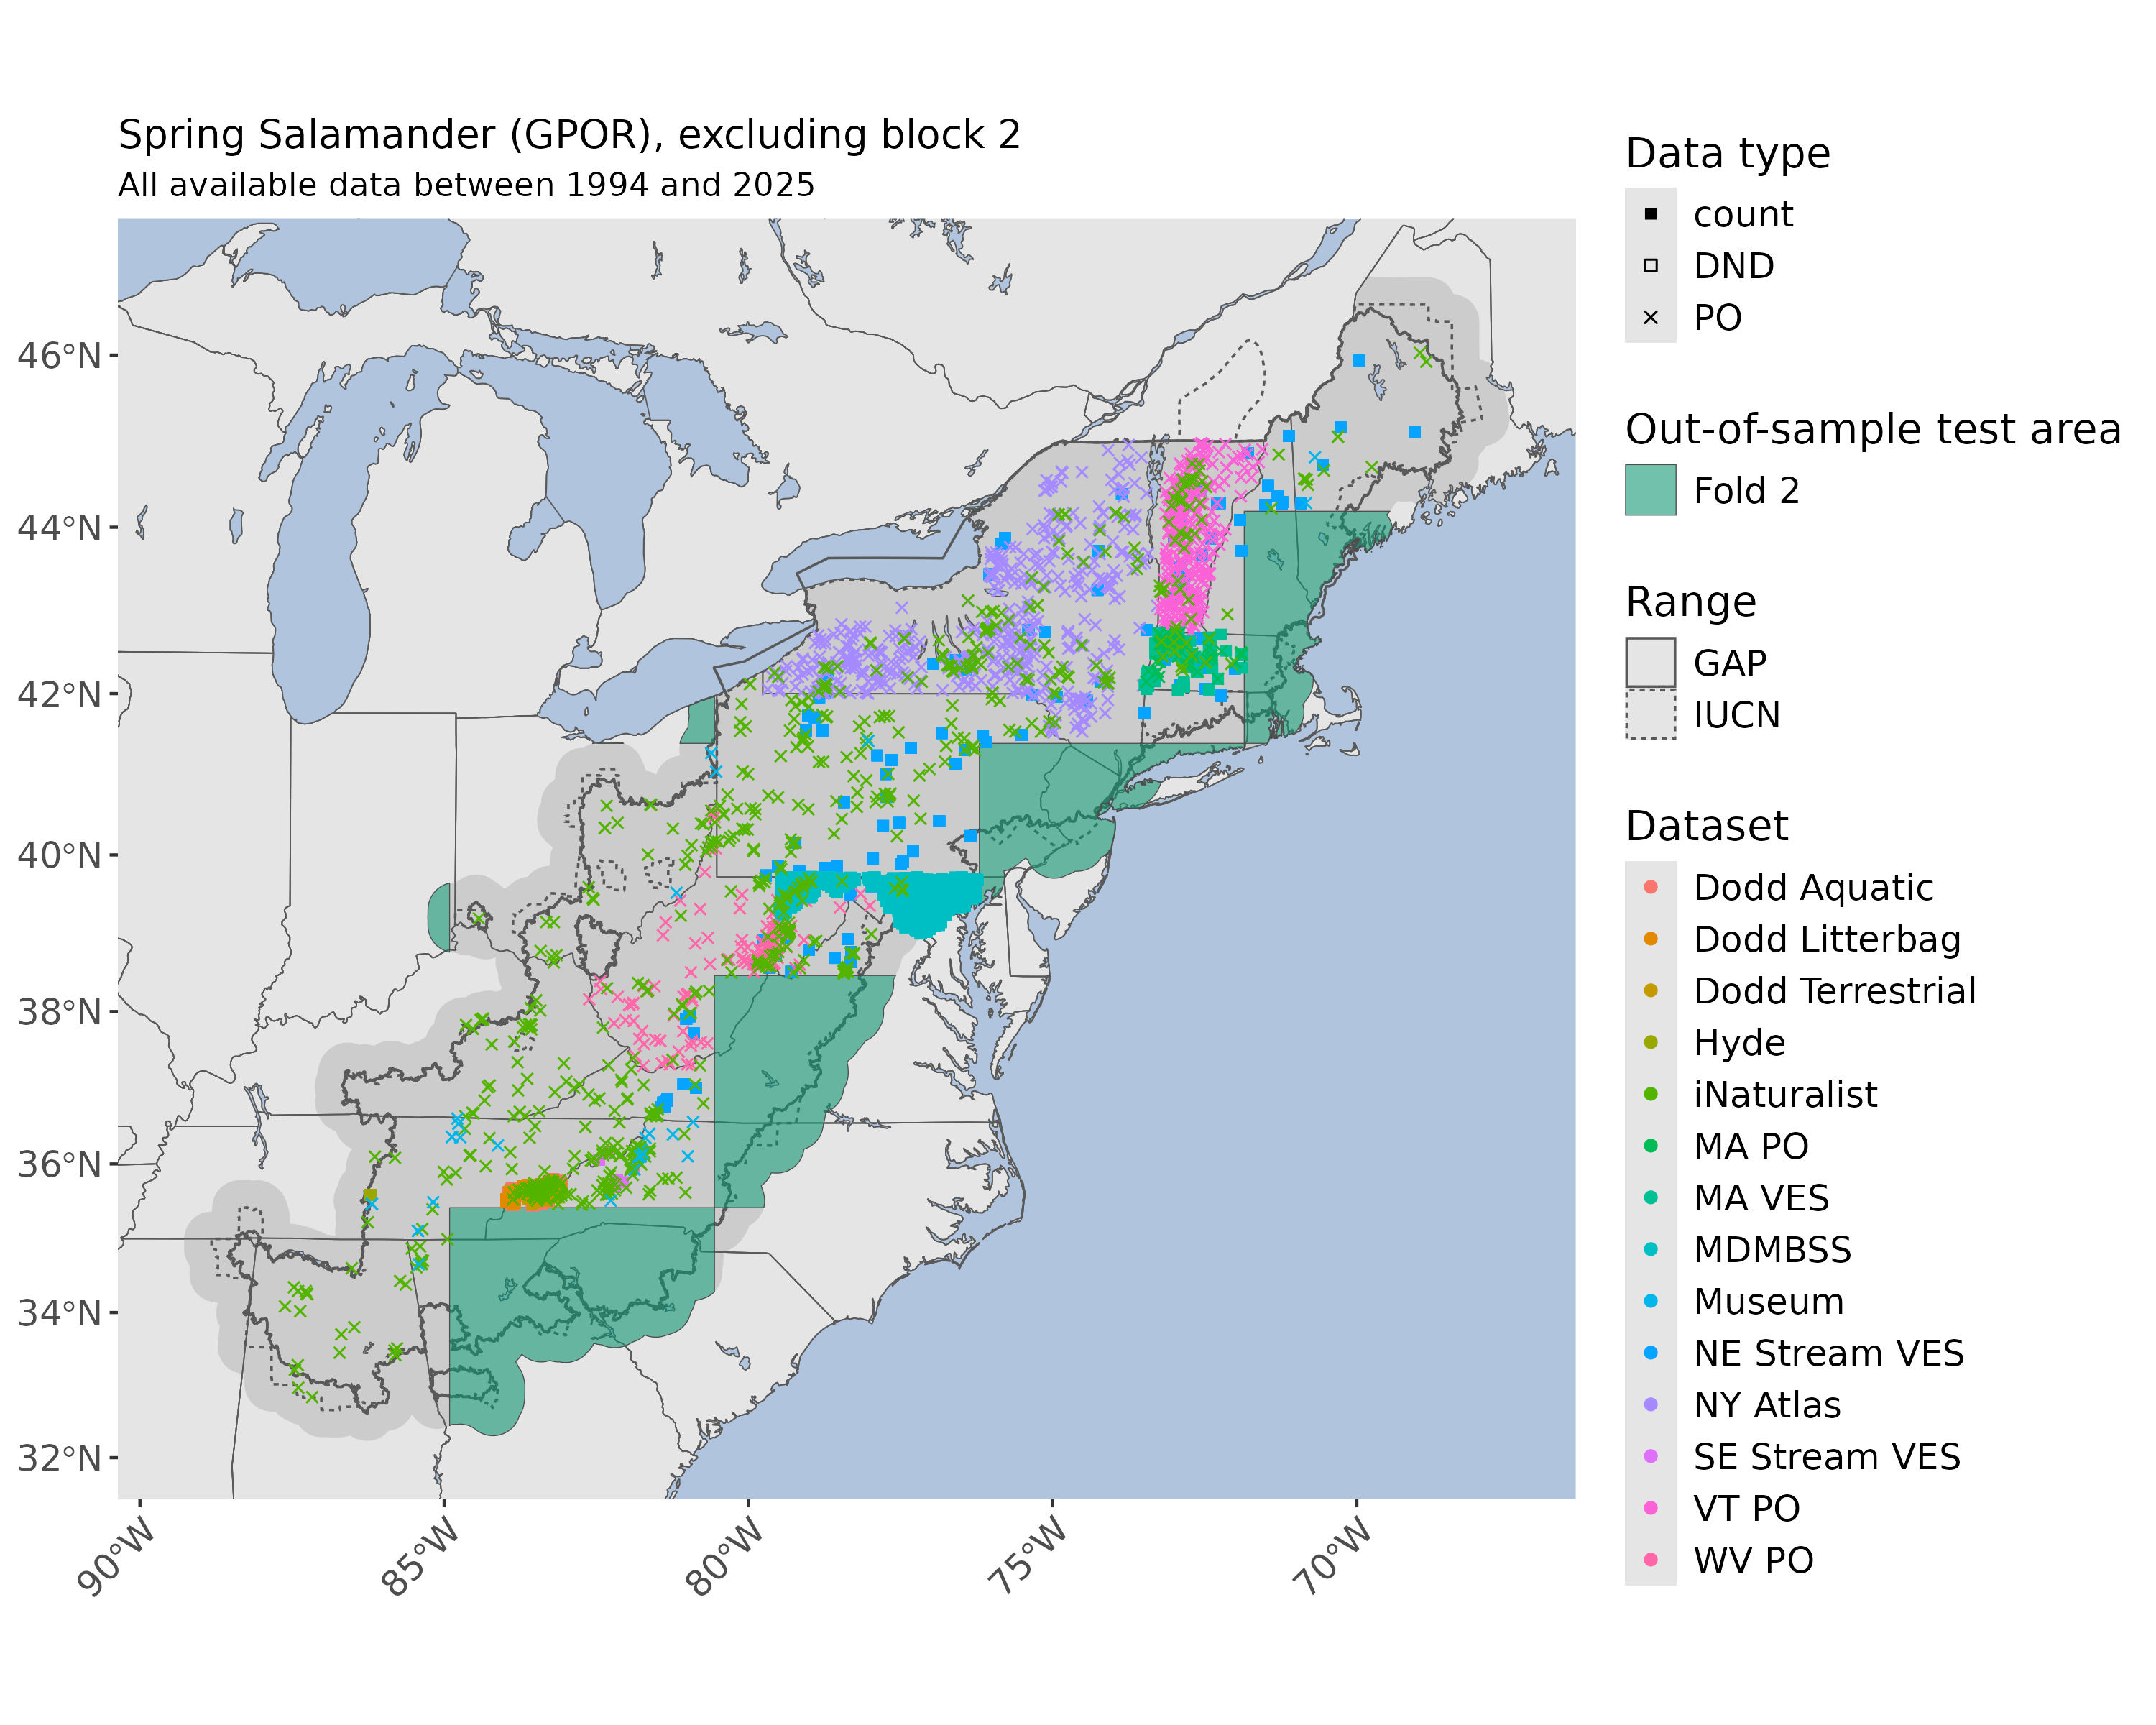 Spring Salamander (GPOR), excluding block 2
All available data between 1994 and 2025
46°N
44°N
42°N
40°N
38°N
36°N
34°N
32°N
90°W
85°W
80°W
75°W
70°W
Data type
count
DND
PO
Out-of-sample test area
Fold 2
Range
GAP
IUCN
Dataset
Dodd Aquatic
Dodd Litterbag
Dodd Terrestrial
Hyde
iNaturalist
MA PO
MA VES
MDMBSS
Museum
NE Stream VES
NY Atlas
SE Stream VES
VT PO
WV PO